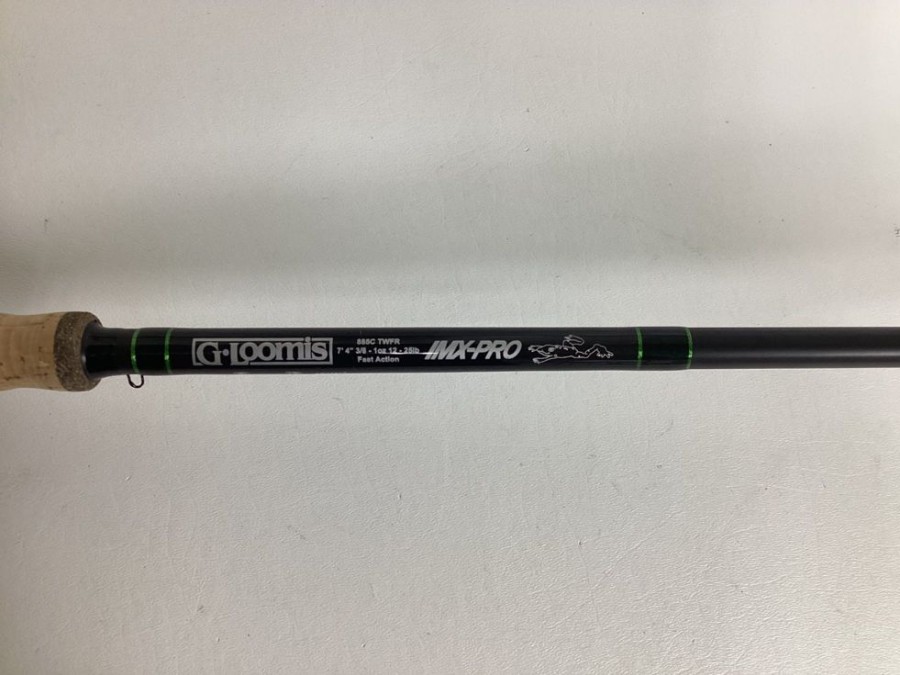 G·Loomis
885C TWFR
7' 4" 3/8 - 1oz 12 - 25lb
Fast Action
IMX-PRO